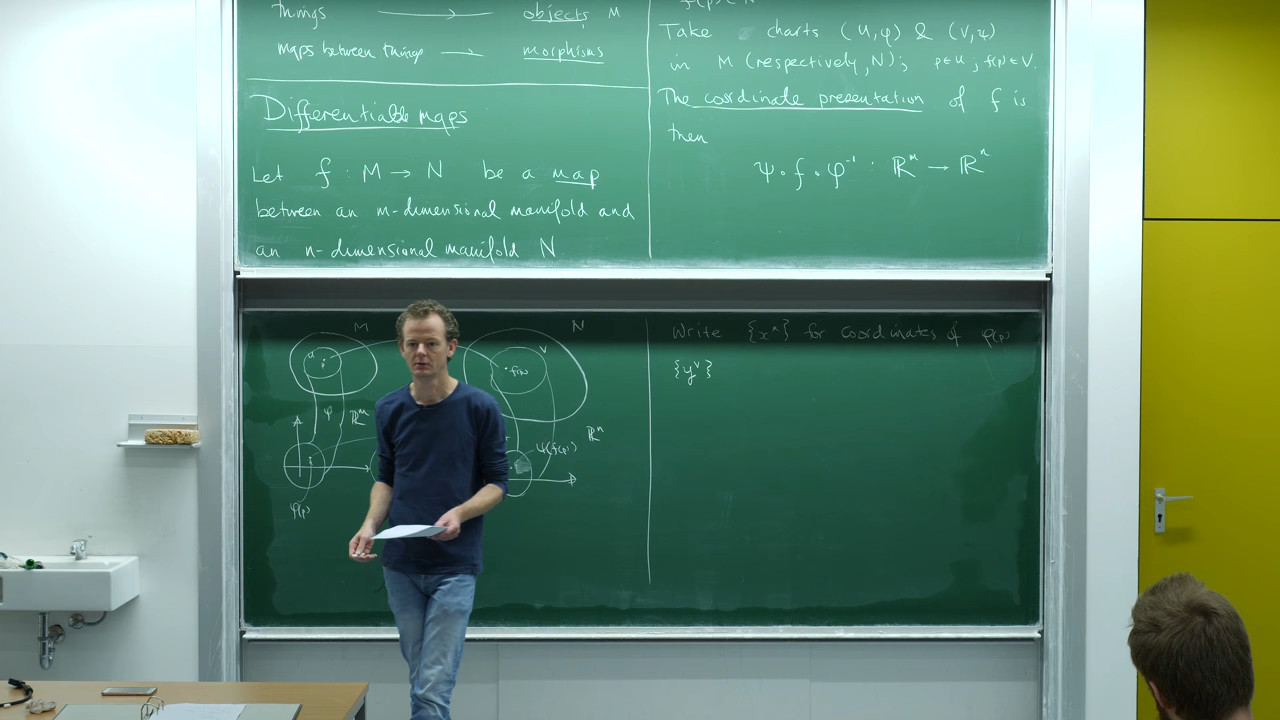 things ⟶ objects M
maps between things ⟶ morphisms
Differentiable maps
Let f : M → N be a map
between an m-dimensional manifold and
an n-dimensional manifold N.
Take charts (U,φ) & (V,ψ)
in M (respectively, N); p∈U, f(p)∈V.
The coordinate presentation of f is
then
ψ∘f∘φ⁻¹ : ℝᵐ → ℝⁿ
M
N
U
p
V
f(p)
φ
ℝᵐ
ℝⁿ
ψ(f(p))
φ(p)
Write {x^μ} for coordinates of φ(p)
{y^ν}